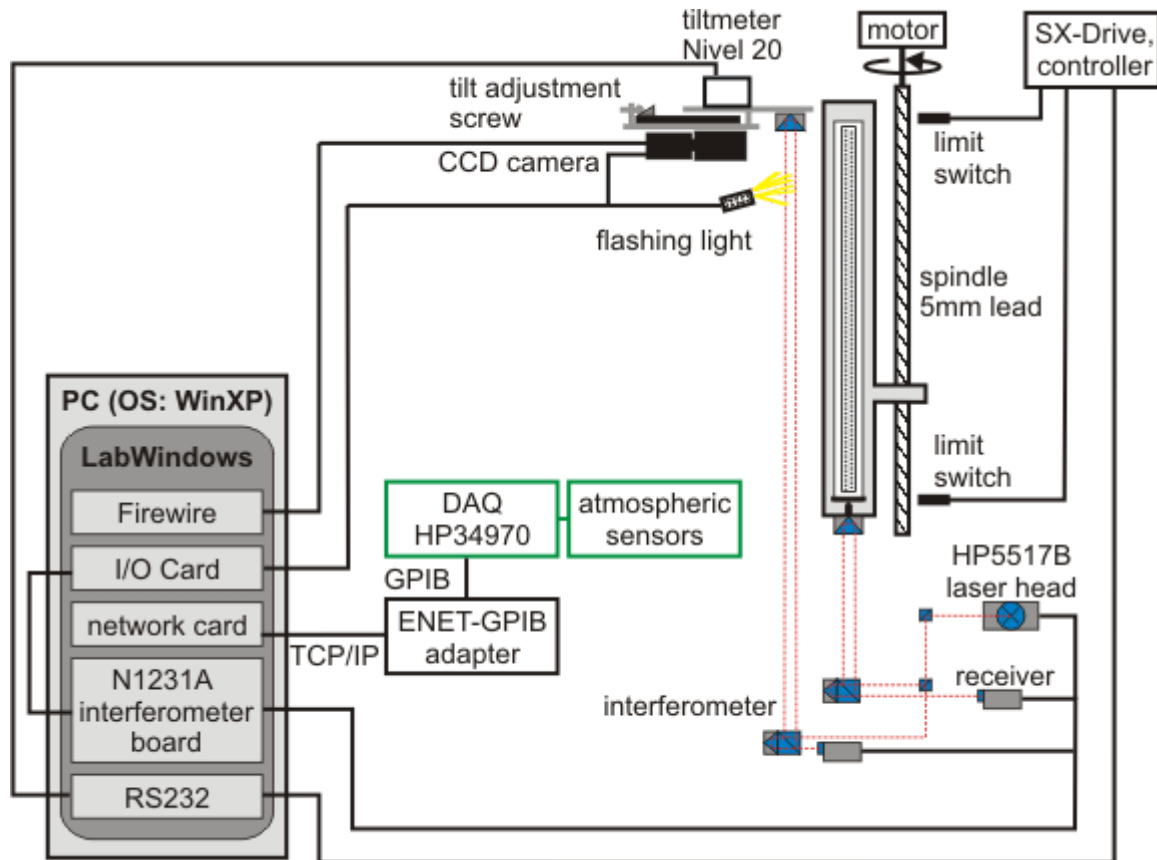 tiltmeter
Nivel 20
motor
SX-Drive,
controller
tilt adjustment
screw
CCD camera
limit
switch
flashing light
spindle
5mm lead
PC (OS: WinXP)
LabWindows
Firewire
I/O Card
network card
N1231A
interferometer
board
RS232
DAQ
HP34970
atmospheric
sensors
GPIB
ENET-GPIB
adapter
TCP/IP
limit
switch
HP5517B
laser head
receiver
interferometer